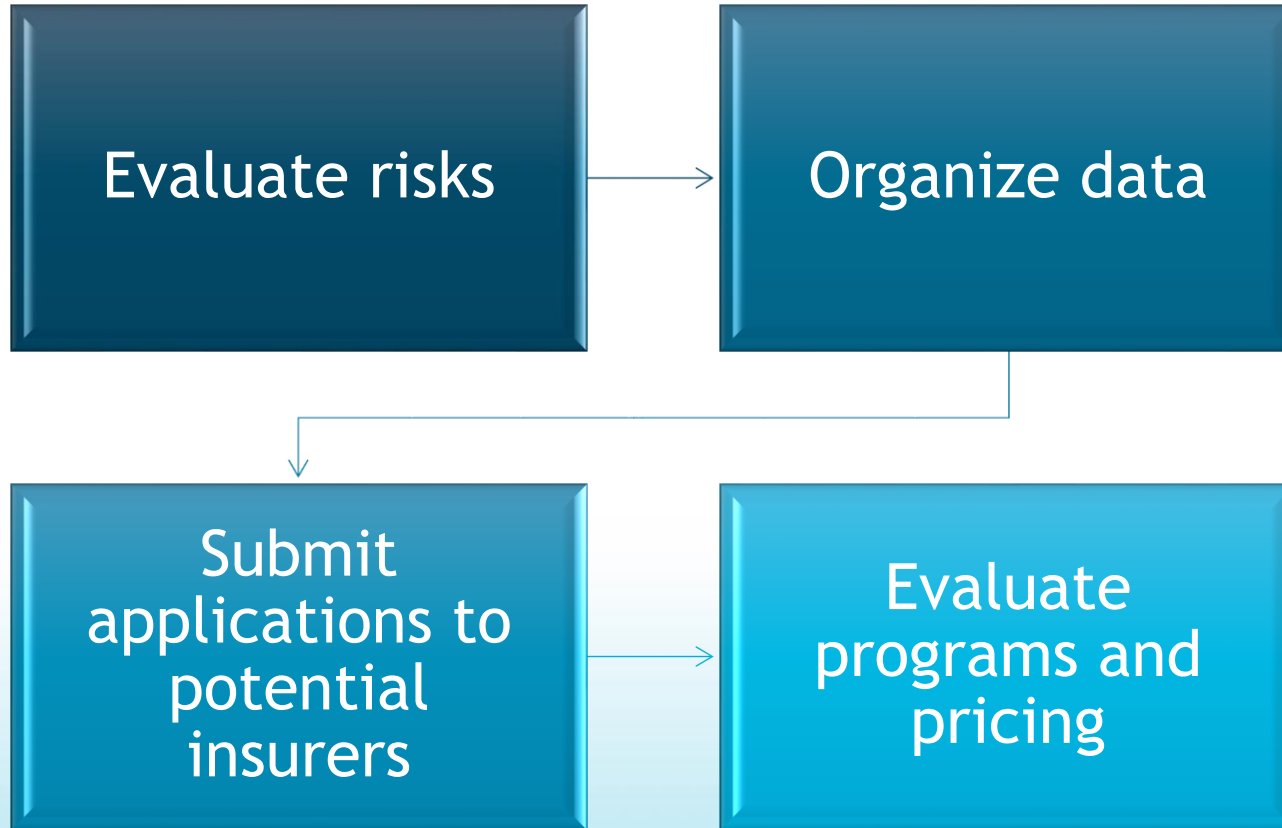 Evaluate risks
Organize data
Submit
applications to
potential
insurers
Evaluate
programs and
pricing